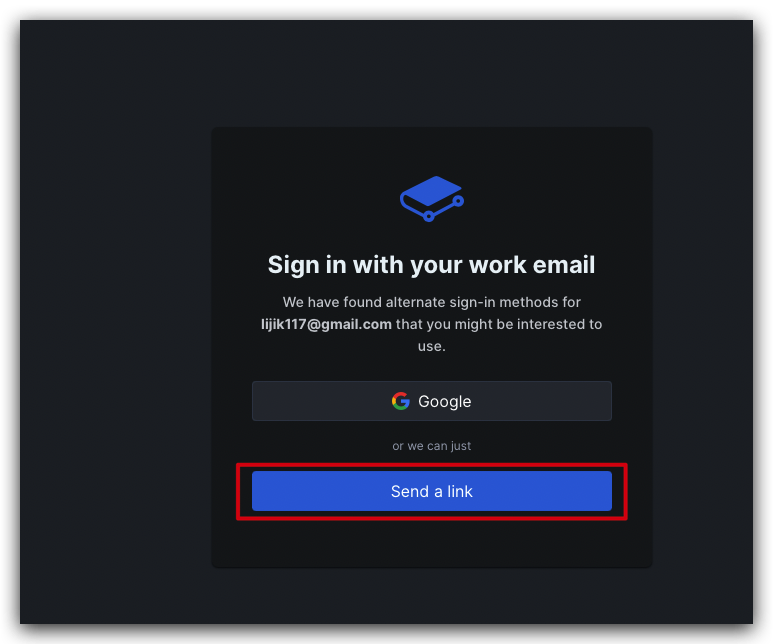 Sign in with your work email
We have found alternate sign-in methods for
lijik117@gmail.com that you might be interested to
use.
Google
or we can just
Send a link